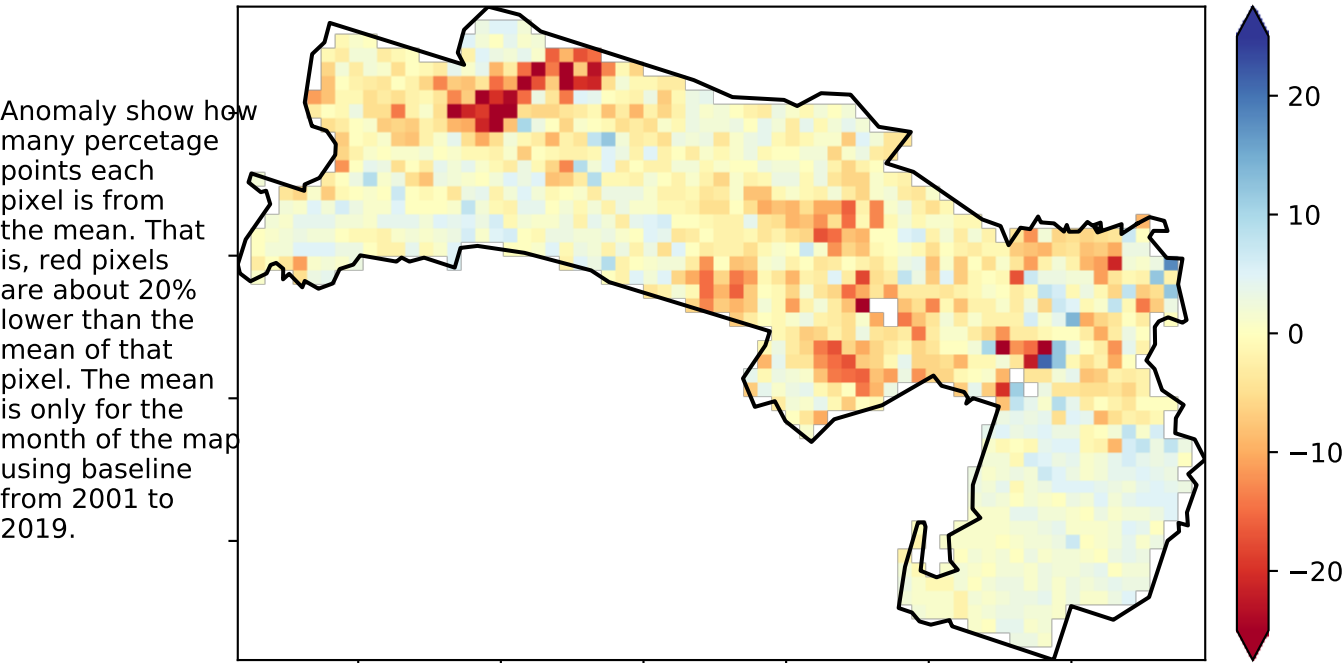 Anomaly show how
many percetage
points each
pixel is from
the mean. That
is, red pixels
are about 20%
lower than the
mean of that
pixel. The mean
is only for the
month of the map
using baseline
from 2001 to
2019.
20
10
0
−10
−20